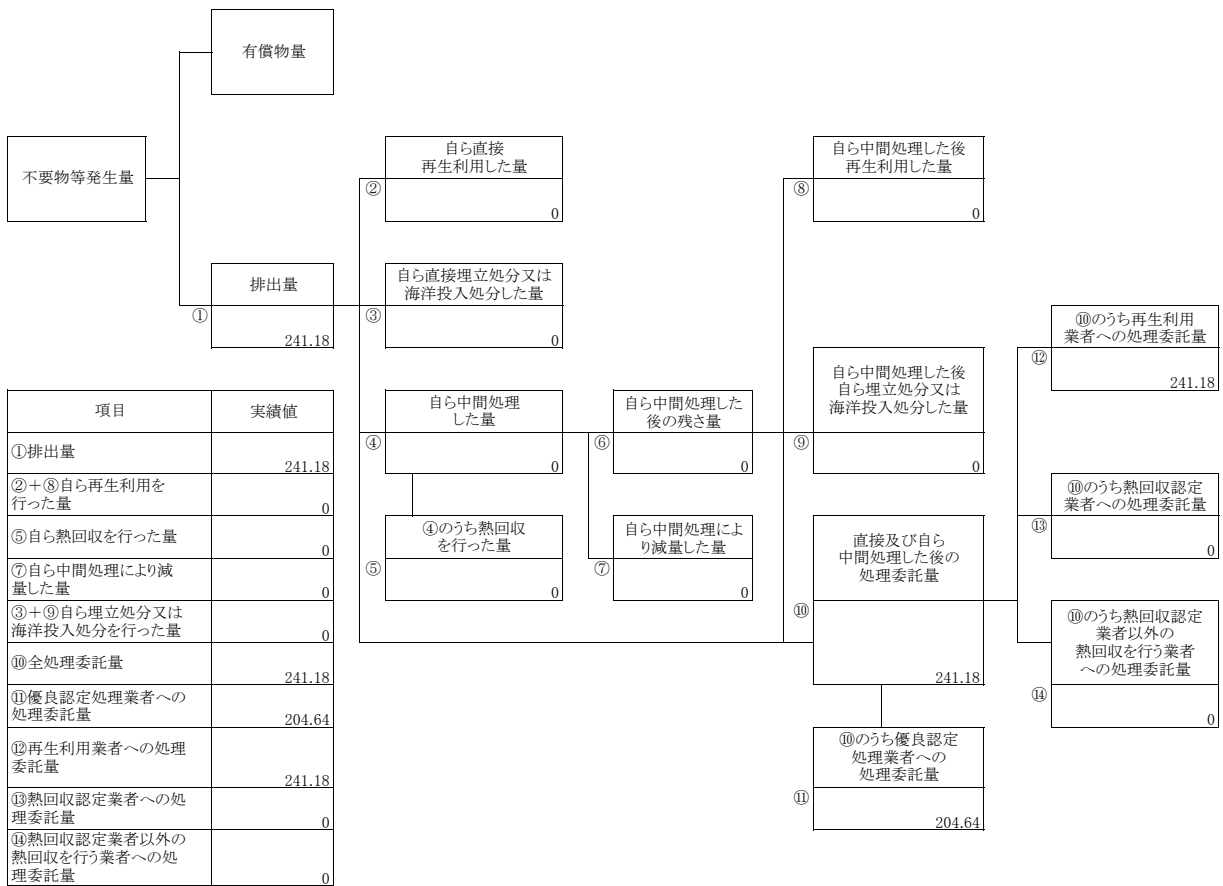 有償物量
不要物等発生量
自ら直接
再生利用した量
②
0
自ら中間処理した後
再生利用した量
⑧
0
排出量
①
241.18
自ら直接埋立処分又は
海洋投入処分した量
③
0
⑩のうち再生利用
業者への処理委託量
⑫
241.18
自ら中間処理
した量
④
0
自ら中間処理した
後の残さ量
⑥
0
自ら中間処理した後
自ら埋立処分又は
海洋投入処分した量
⑨
0
⑩のうち熱回収認定
業者への処理委託量
⑬
0
④のうち熱回収
を行った量
⑤
0
自ら中間処理によ
り減量した量
⑦
0
直接及び自ら
中間処理した後の
処理委託量
⑩
241.18
⑩のうち熱回収認定
業者以外の
熱回収を行う業者
への処理委託量
⑭
0
⑩のうち優良認定
処理業者への
処理委託量
⑪
204.64
項目 実績値
①排出量
241.18
②＋⑧自ら再生利用を
行った量
0
⑤自ら熱回収を行った量
0
⑦自ら中間処理により減
量した量
0
③＋⑨自ら埋立処分又は
海洋投入処分を行った量
0
⑩全処理委託量
241.18
⑪優良認定処理業者への
処理委託量
204.64
⑫再生利用業者への処理
委託量
241.18
⑬熱回収認定業者への処
理委託量
0
⑭熱回収認定業者以外の
熱回収を行う業者への処
理委託量
0